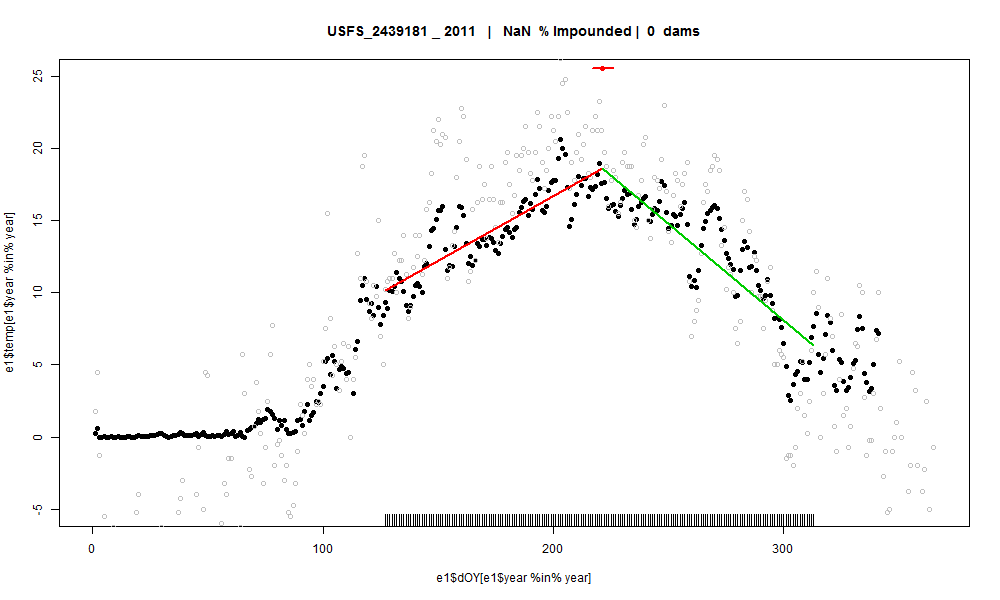 USFS_2439181 _ 2011 | NaN % Impounded | 0 dams
e1$temp[e1$year %in% year]
25
20
15
10
5
0
-5
0 100 200 300
e1$dOY[e1$year %in% year]